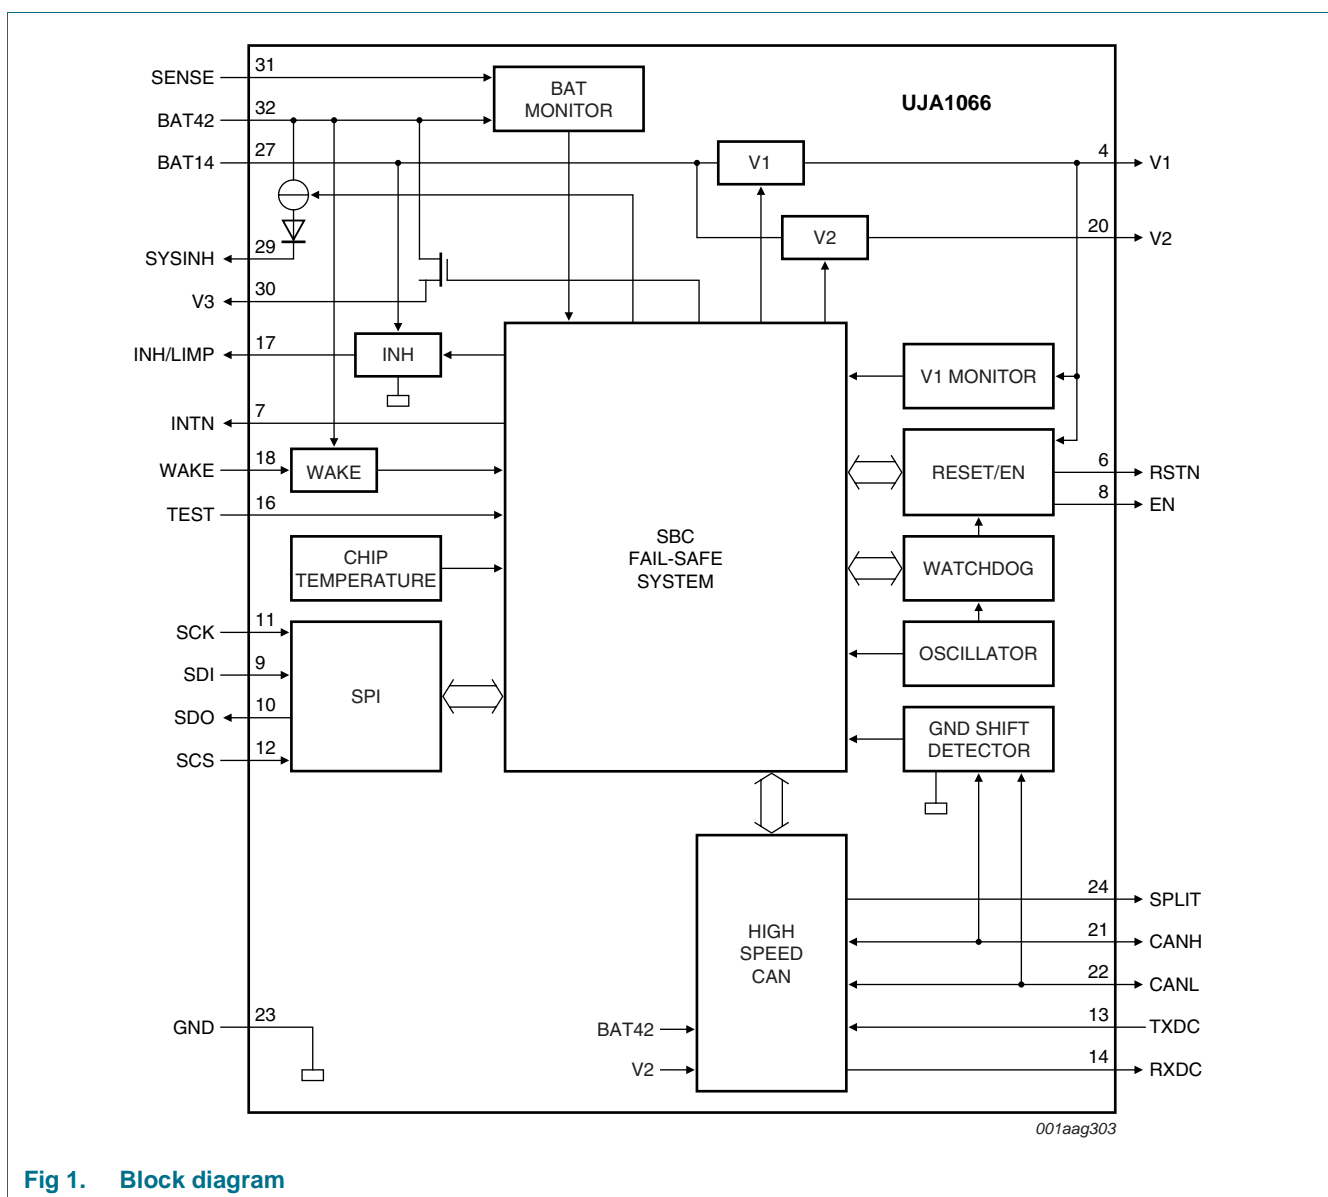 UJA1066
SENSE 31
BAT42 32
BAT14 27
SYSINH 29
V3 30
INH/LIMP 17
INTN 7
WAKE 18
TEST 16
SCK 11
SDI 9
SDO 10
SCS 12
GND 23
BAT
MONITOR
V1
V2
INH
WAKE
CHIP
TEMPERATURE
SPI
SBC
FAIL-SAFE
SYSTEM
V1 MONITOR
RESET/EN
WATCHDOG
OSCILLATOR
GND SHIFT
DETECTOR
HIGH
SPEED
CAN
BAT42
V2
4 V1
20 V2
6 RSTN
8 EN
24 SPLIT
21 CANH
22 CANL
13 TXDC
14 RXDC
001aag303
Fig 1. Block diagram